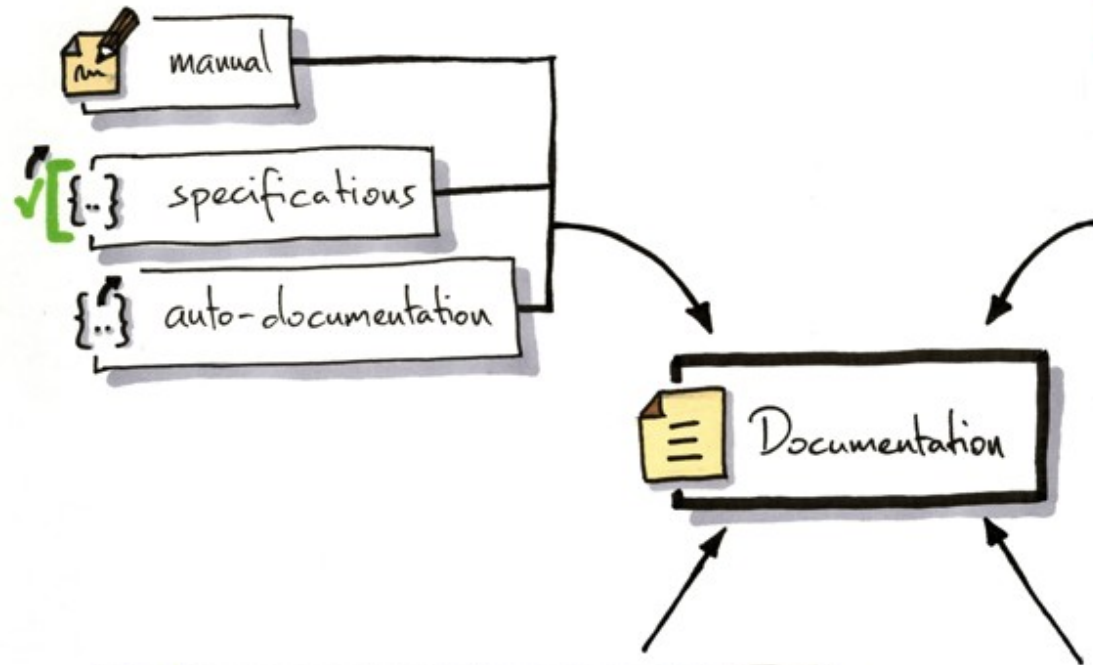 manual
{..} specifications
{..} auto-documentation
Documentation